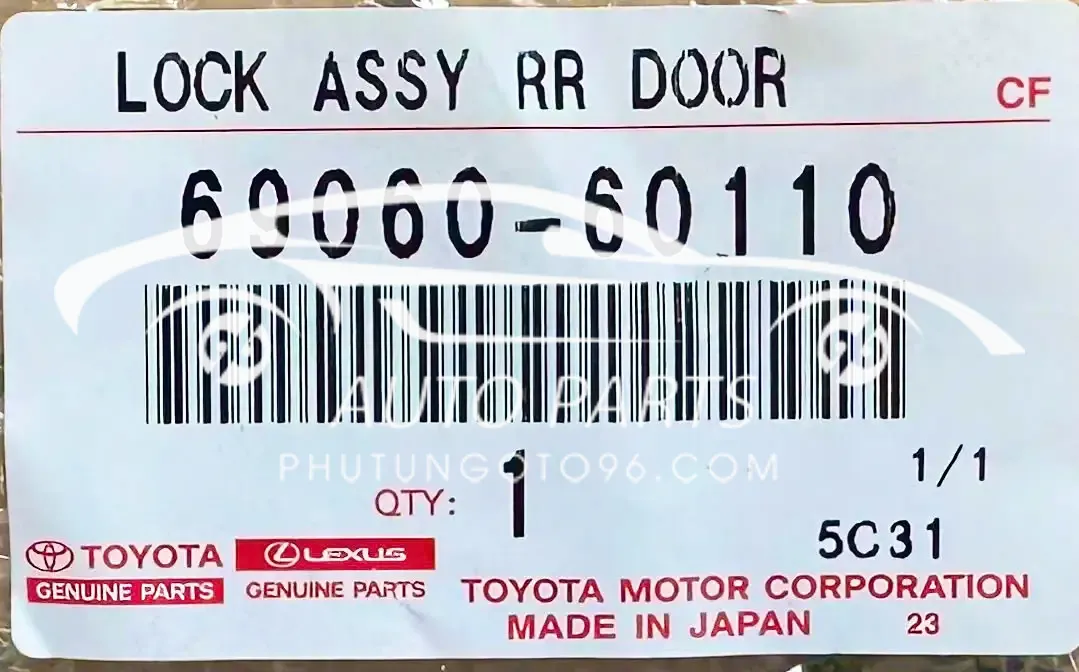 LOCK ASSY RR DOOR
CF
69060-60110
AUTO PARTS
PHUTUNGOTO96.COM
QTY: 1
1/1
5C31
TOYOTA
GENUINE PARTS
LEXUS
GENUINE PARTS
TOYOTA MOTOR CORPORATION
MADE IN JAPAN 23